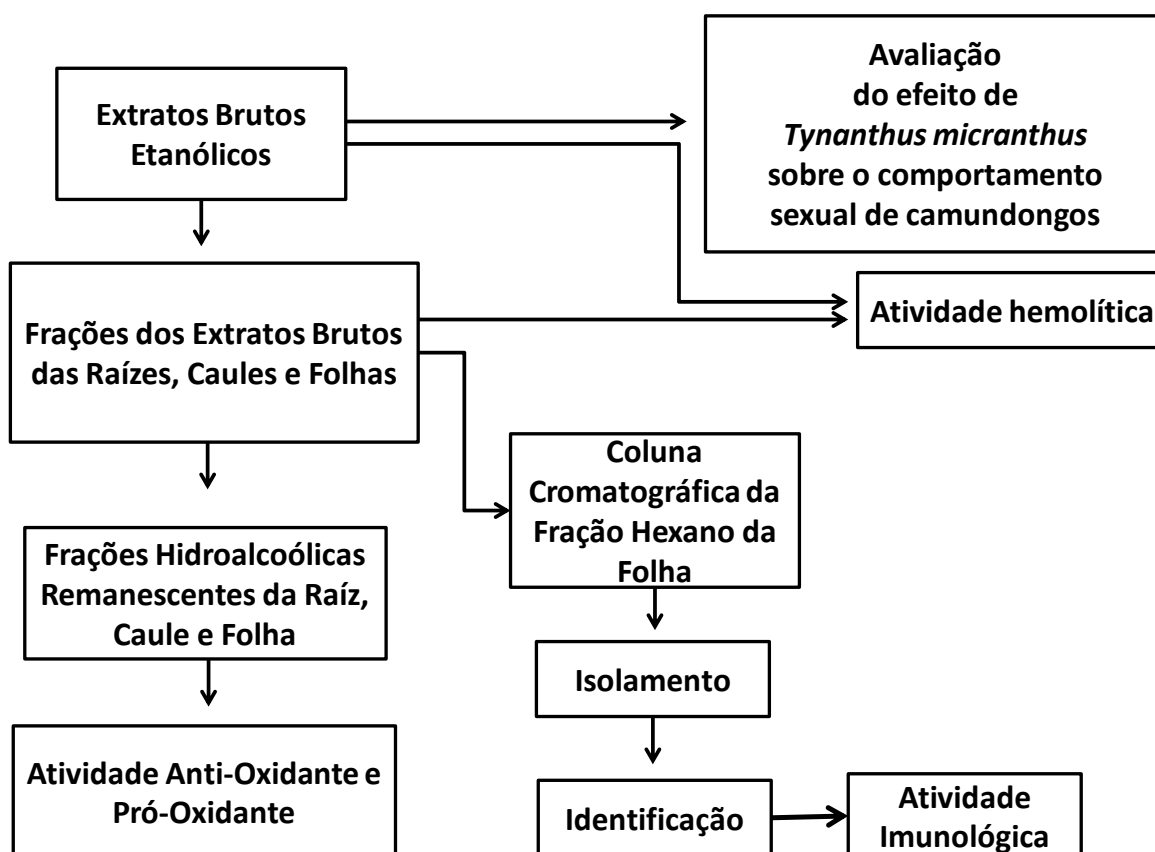 Extratos Brutos
Etanólicos
Avaliação
do efeito de
Tynanthus micranthus
sobre o comportamento
sexual de camundongos
Frações dos Extratos Brutos
das Raízes, Caules e Folhas
Atividade hemolítica
Coluna
Cromatográfica da
Fração Hexano da
Folha
Frações Hidroalcoólicas
Remanescentes da Raíz,
Caule e Folha
Isolamento
Atividade Anti-Oxidante e
Pró-Oxidante
Identificação
Atividade
Imunológica